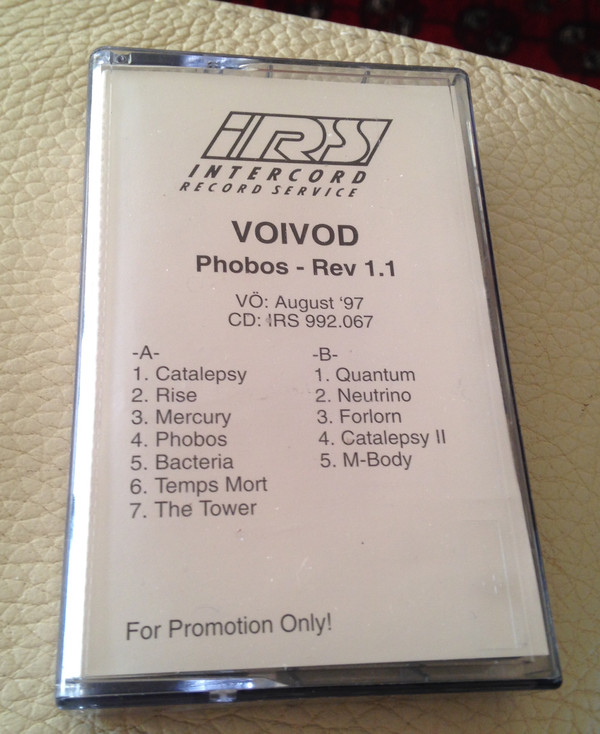 IRS
INTERCORD
RECORD SERVICE
VOIVOD
Phobos - Rev 1.1
VÖ: August '97
CD: IRS 992.067
-A-
1. Catalepsy
2. Rise
3. Mercury
4. Phobos
5. Bacteria
6. Temps Mort
7. The Tower
-B-
1. Quantum
2. Neutrino
3. Forlorn
4. Catalepsy II
5. M-Body
For Promotion Only!